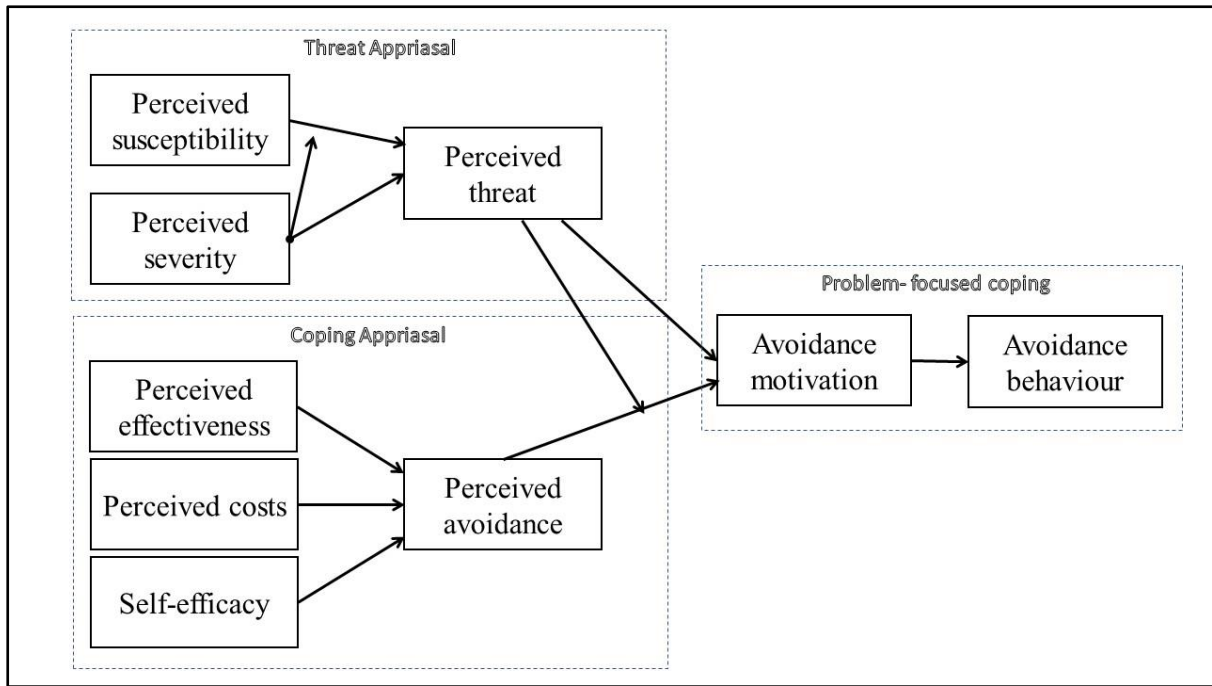 Threat Appriasal
Perceived
susceptibility
Perceived
severity
Perceived
threat
Coping Appriasal
Perceived
effectiveness
Perceived costs
Self-efficacy
Perceived
avoidance
Problem- focused coping
Avoidance
motivation
Avoidance
behaviour